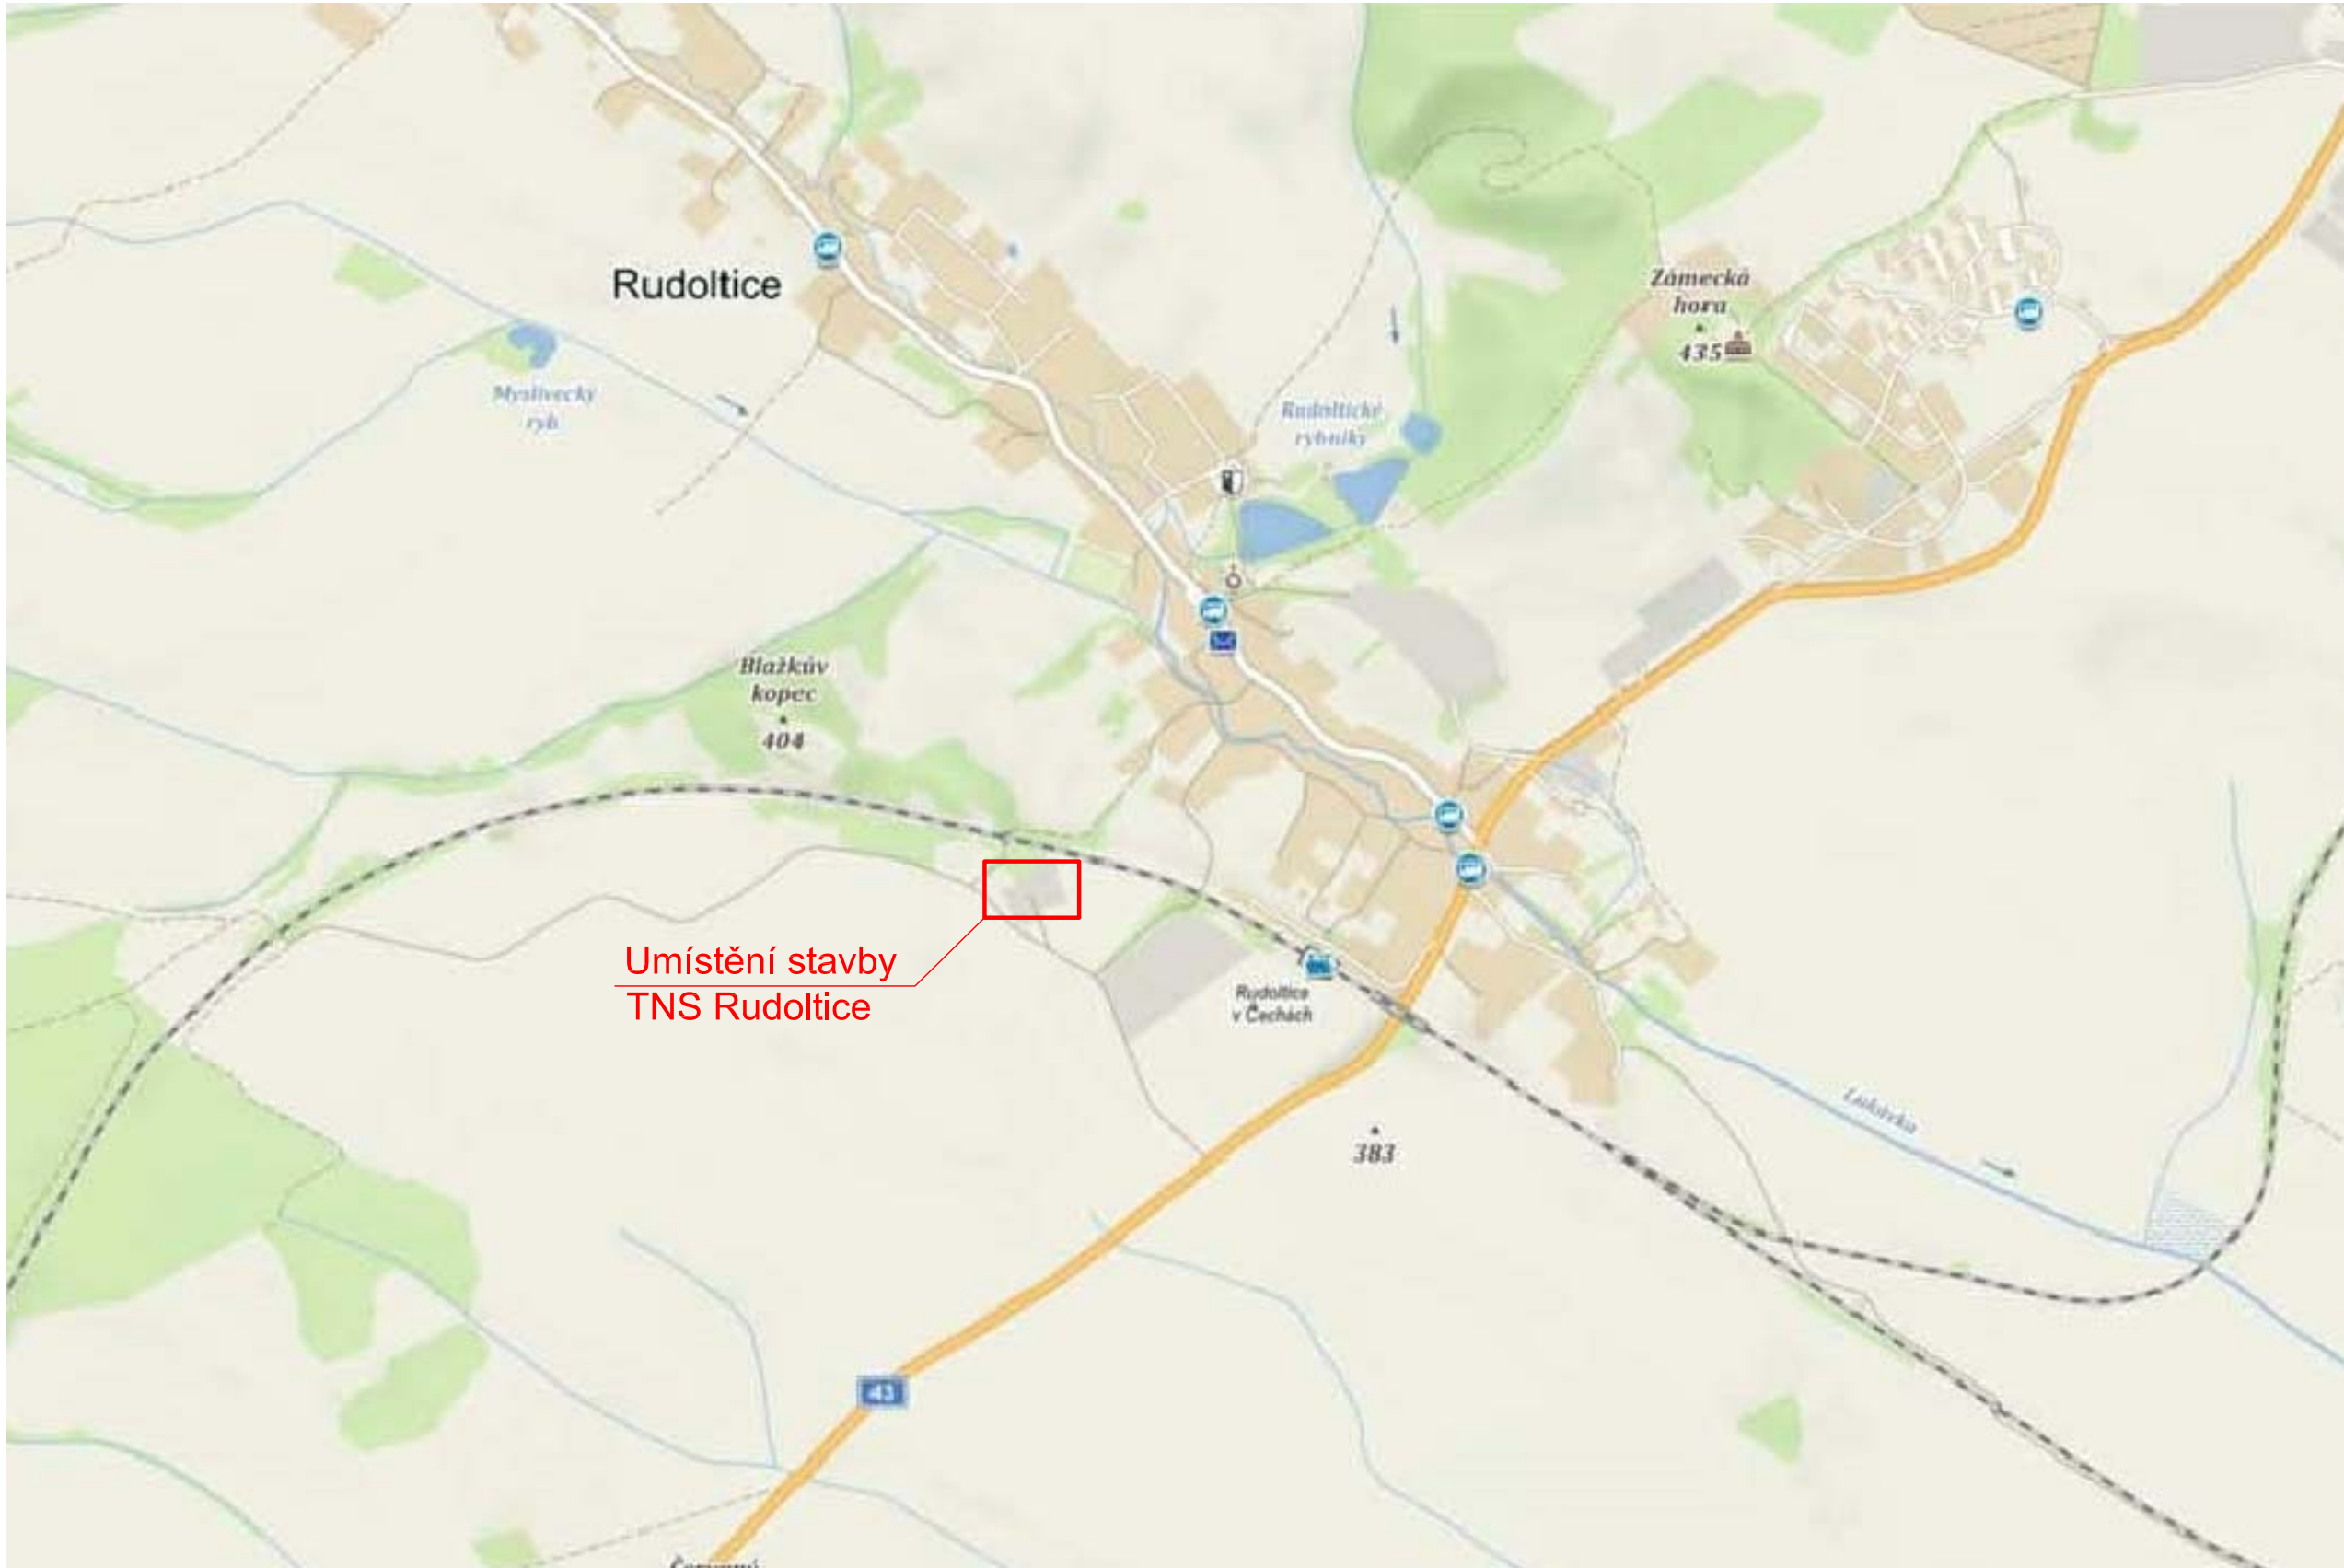 Rudoltice
Zámecká
hora
435
Myslivecký
ryb.
Rudoltické
rybníky
Blažkův
kopec
404
Umístění stavby
TNS Rudoltice
Rudoltice
v Čechách
383
Lukovka
43